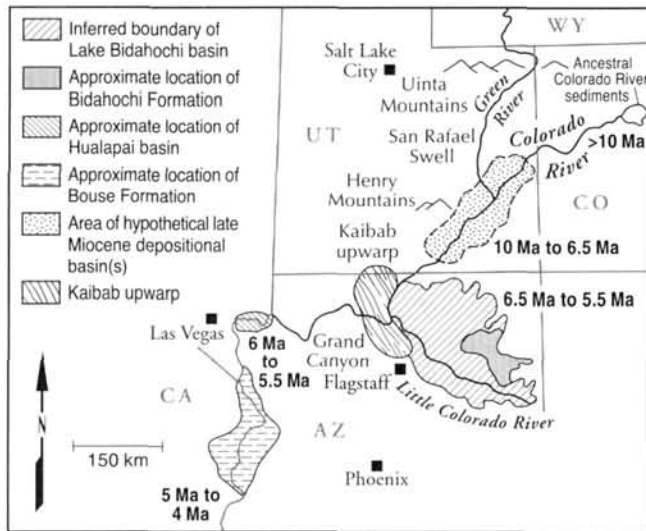 Inferred boundary of
Lake Bidahochi basin
Approximate location of
Bidahochi Formation
Approximate location of
Hualapai basin
Approximate location of
Bouse Formation
Area of hypothetical late
Miocene depositional
basin(s)
Kaibab upwarp
WY
Salt Lake
City
Uinta
Mountains
Green
River
Ancestral
Colorado River
sediments
UT
San Rafael
Swell
Colorado
River
>10 Ma
Henry
Mountains
CO
Kaibab
upwarp
10 Ma to 6.5 Ma
6.5 Ma to 5.5 Ma
Las Vegas
6 Ma
to
5.5 Ma
Grand
Canyon
Flagstaff
Little Colorado River
CA
N
AZ
150 km
Phoenix
5 Ma to
4 Ma